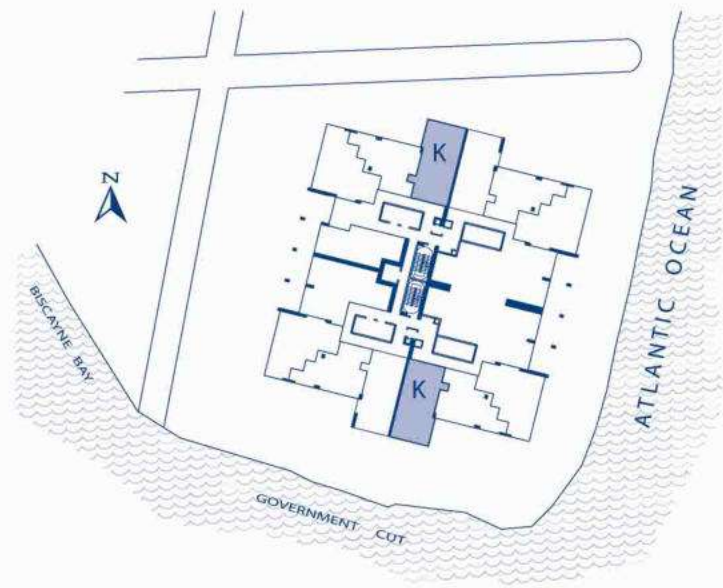 K
N
ATLANTIC OCEAN
BISCAYNE BAY
K
GOVERNMENT CUT